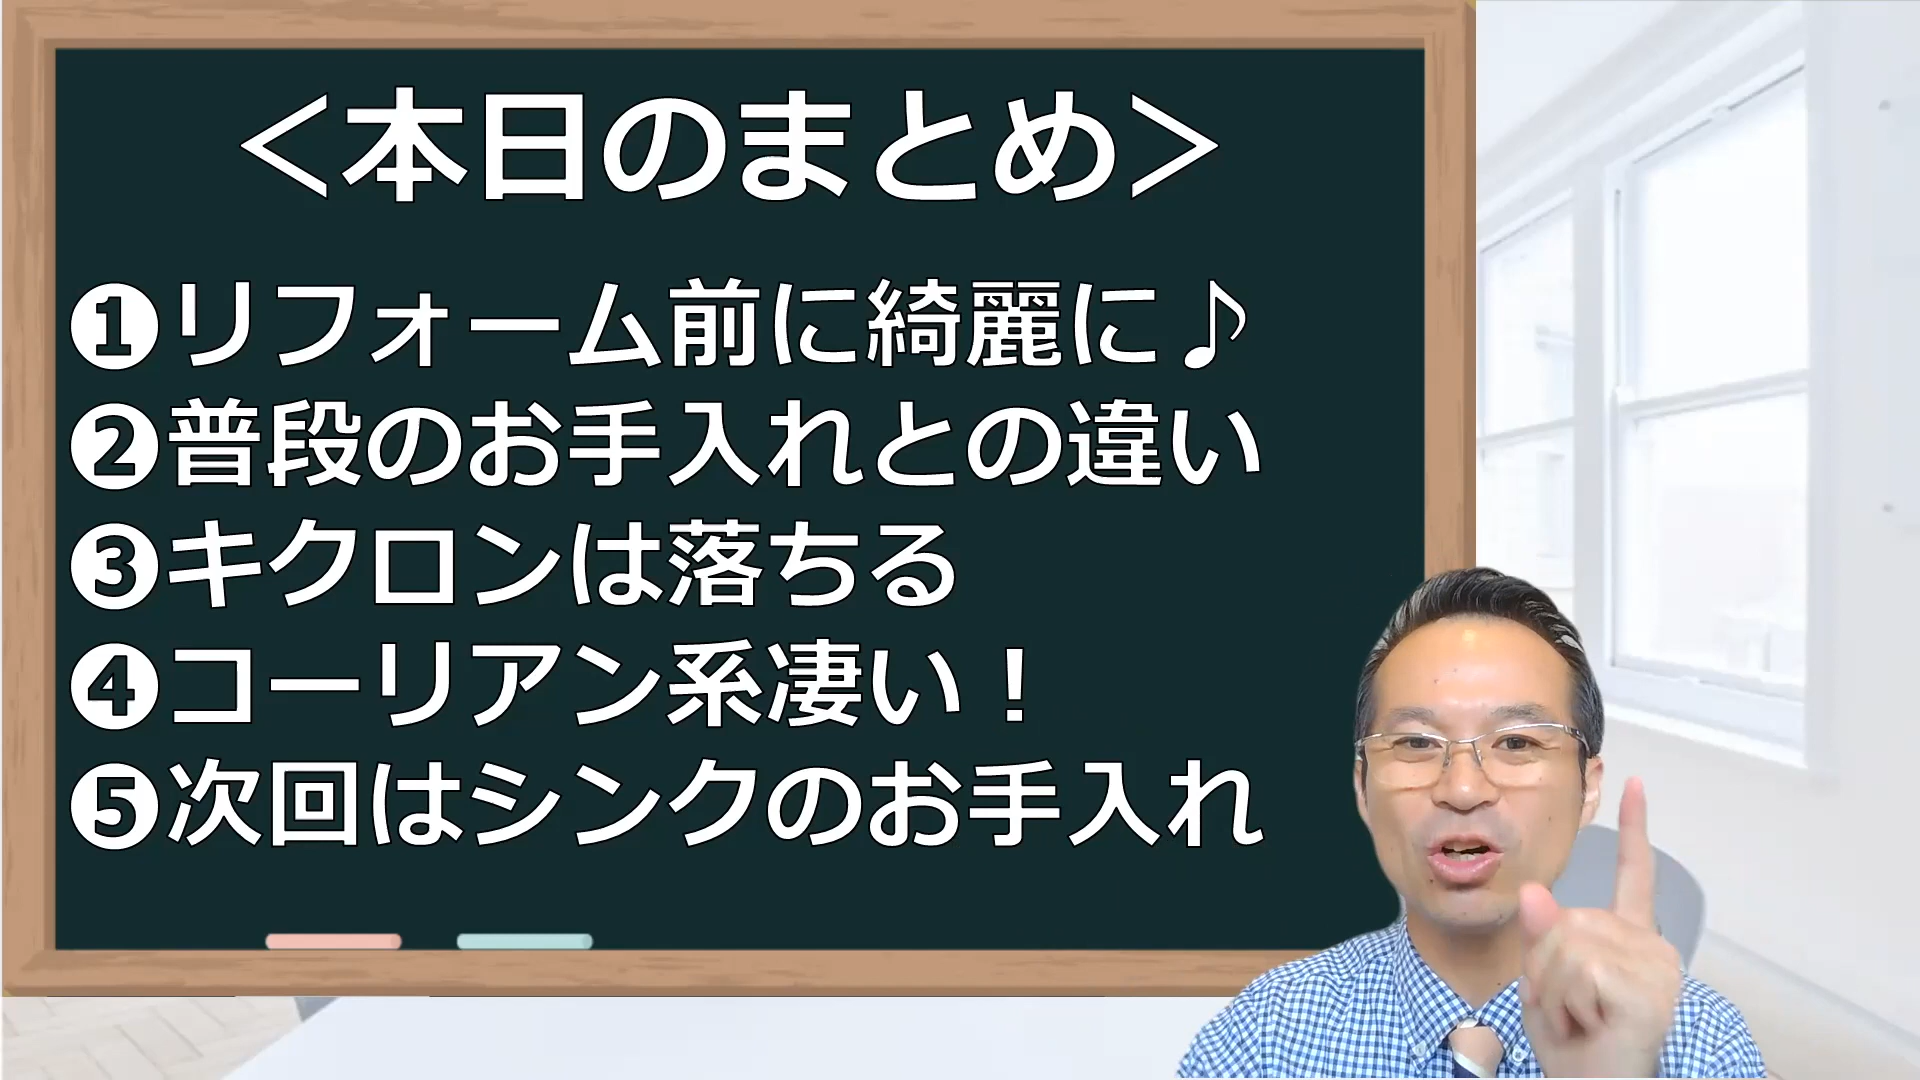 ＜本日のまとめ＞
❶リフォーム前に綺麗に♪
❷普段のお手入れとの違い
❸キクロンは落ちる
❹コーリアン系凄い！
❺次回はシンクのお手入れ